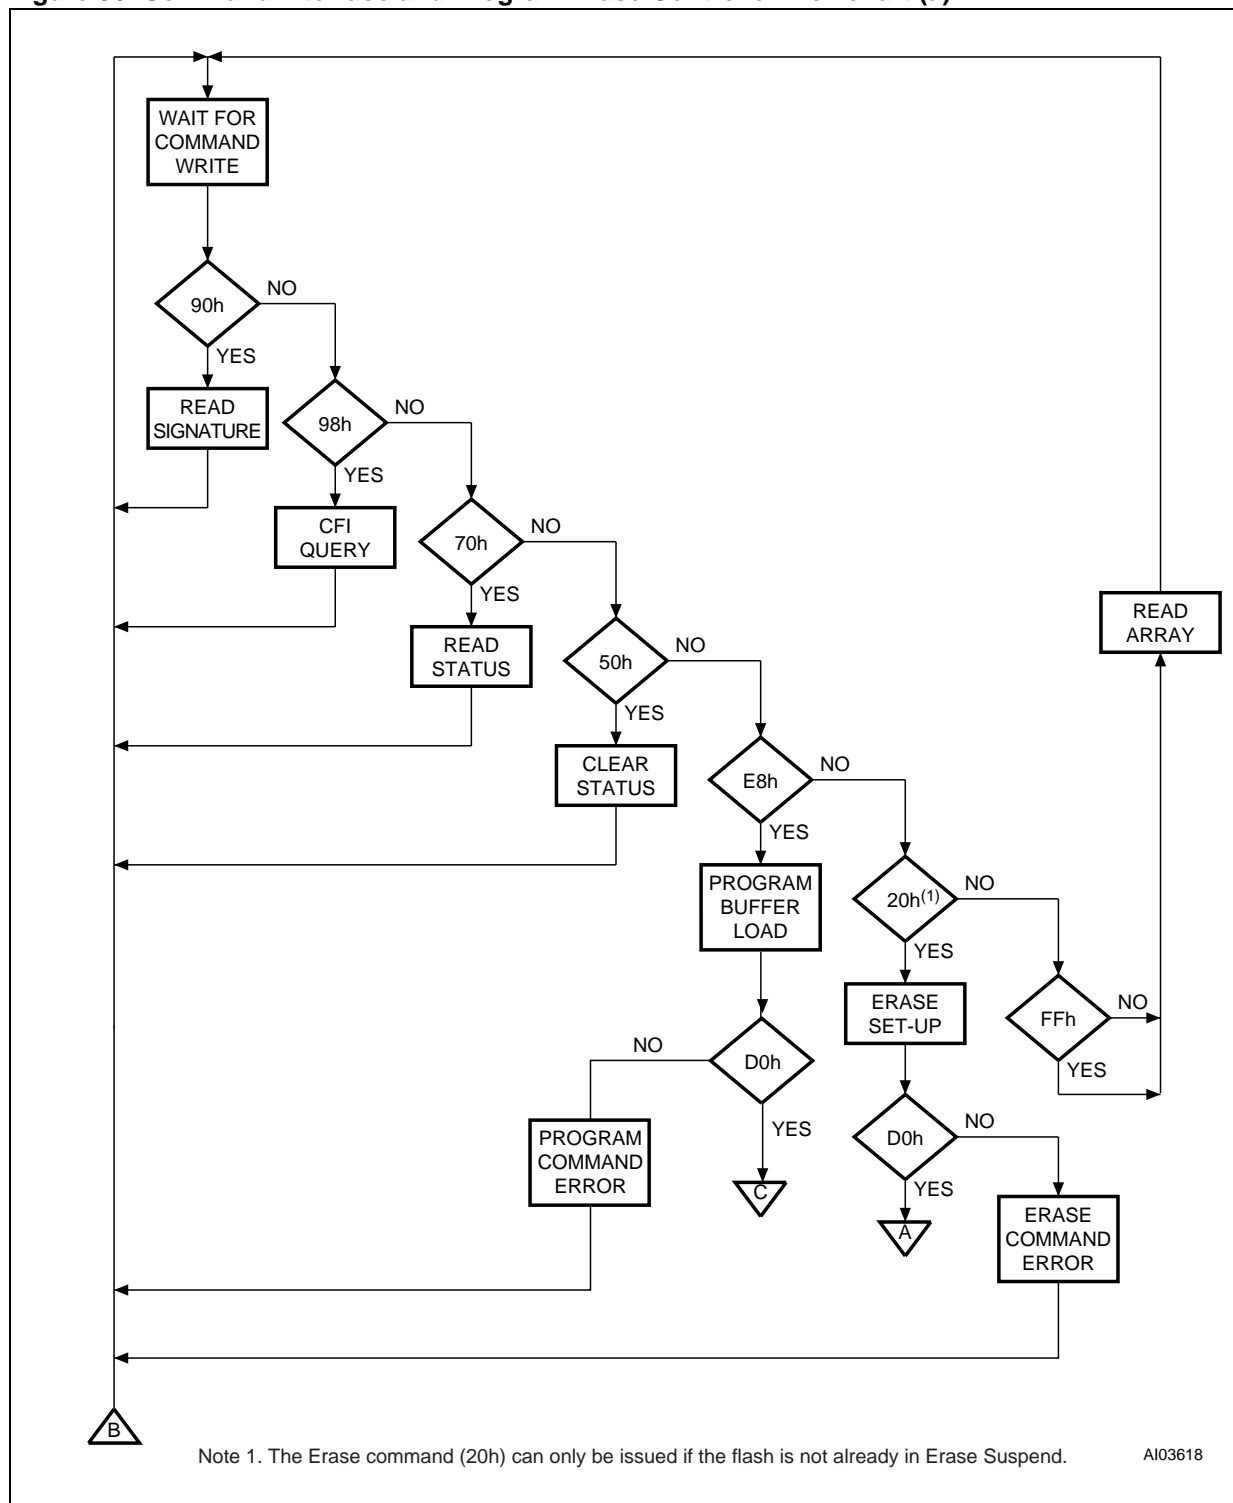 WAIT FOR
COMMAND
WRITE
90h
NO
YES
READ
SIGNATURE
98h
NO
YES
CFI
QUERY
70h
NO
YES
READ
STATUS
READ
ARRAY
50h
NO
YES
CLEAR
STATUS
E8h
NO
YES
PROGRAM
BUFFER
LOAD
20h(1)
NO
YES
ERASE
SET-UP
FFh
NO
YES
D0h
NO
YES
PROGRAM
COMMAND
ERROR
C
D0h
NO
YES
A
ERASE
COMMAND
ERROR
B
Note 1. The Erase command (20h) can only be issued if the flash is not already in Erase Suspend.
AI03618